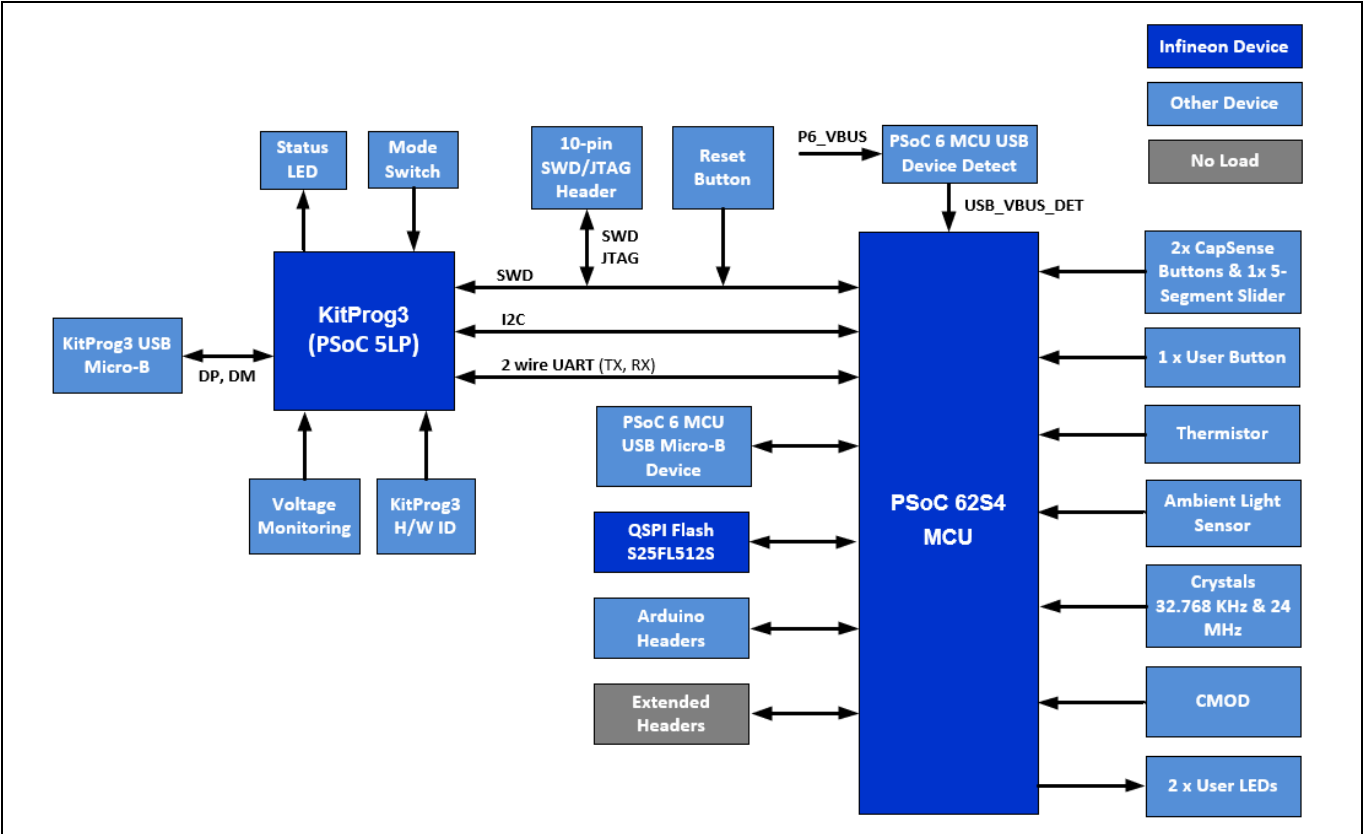 Infineon Device
Other Device
No Load
Status
LED
Mode
Switch
10-pin
SWD/JTAG
Header
Reset
Button
P6_VBUS
PSoC 6 MCU USB
Device Detect
USB_VBUS_DET
SWD
JTAG
SWD
I2C
2 wire UART (TX, RX)
KitProg3
(PSoC 5LP)
KitProg3 USB
Micro-B
DP, DM
Voltage
Monitoring
KitProg3
H/W ID
PSoC 6 MCU
USB Micro-B
Device
QSPI Flash
S25FL512S
Arduino
Headers
Extended
Headers
PSoC 62S4
MCU
2x CapSense
Buttons & 1x 5-
Segment Slider
1 x User Button
Thermistor
Ambient Light
Sensor
Crystals
32.768 KHz & 24
MHz
CMOD
2 x User LEDs